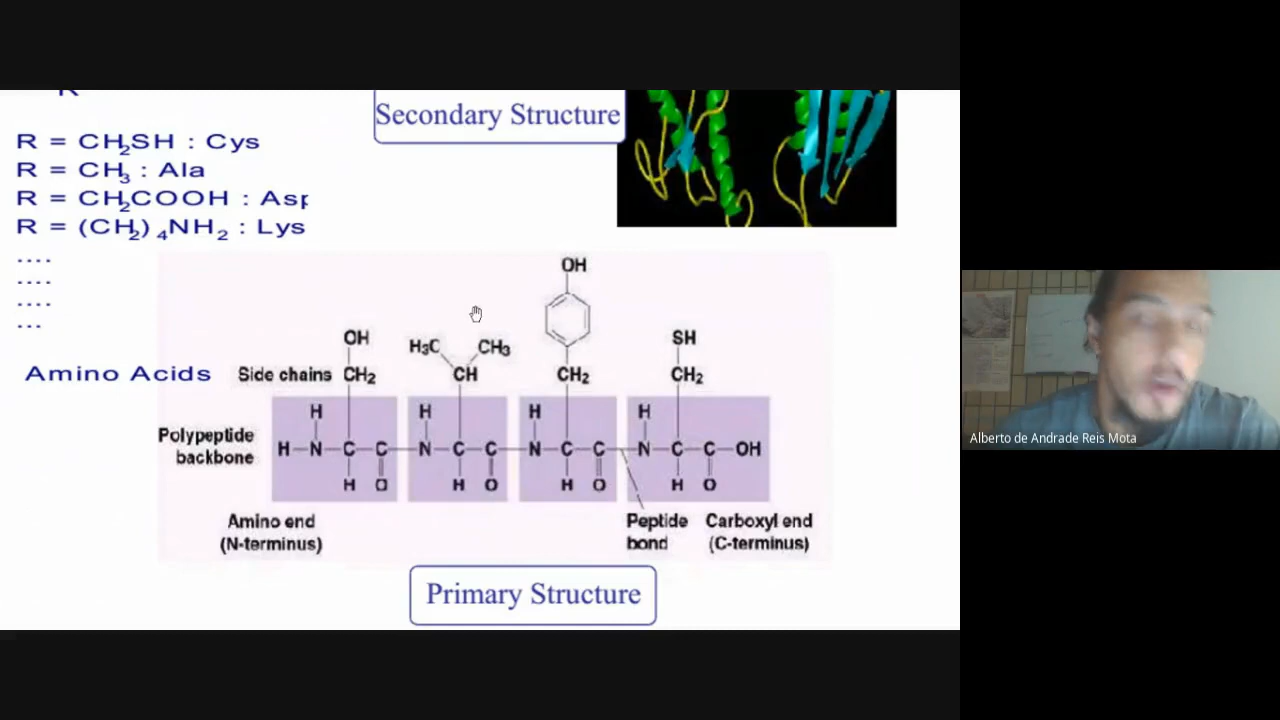 R
Secondary Structure
R = CH2SH : Cys
R = CH3 : Ala
R = CH2COOH : Asp
R = (CH2)4NH2 : Lys
....
....
....
...
Amino Acids
OH
OH H3C CH3 SH
Side chains CH2 CH CH2 CH2
H H H H
Polypeptide
backbone
H-N-C-C-N-C-C-N-C-C-N-C-C-OH
H O H O H O H O
Amino end
(N-terminus)
Peptide
bond
Carboxyl end
(C-terminus)
Primary Structure
Alberto de Andrade Reis Mota